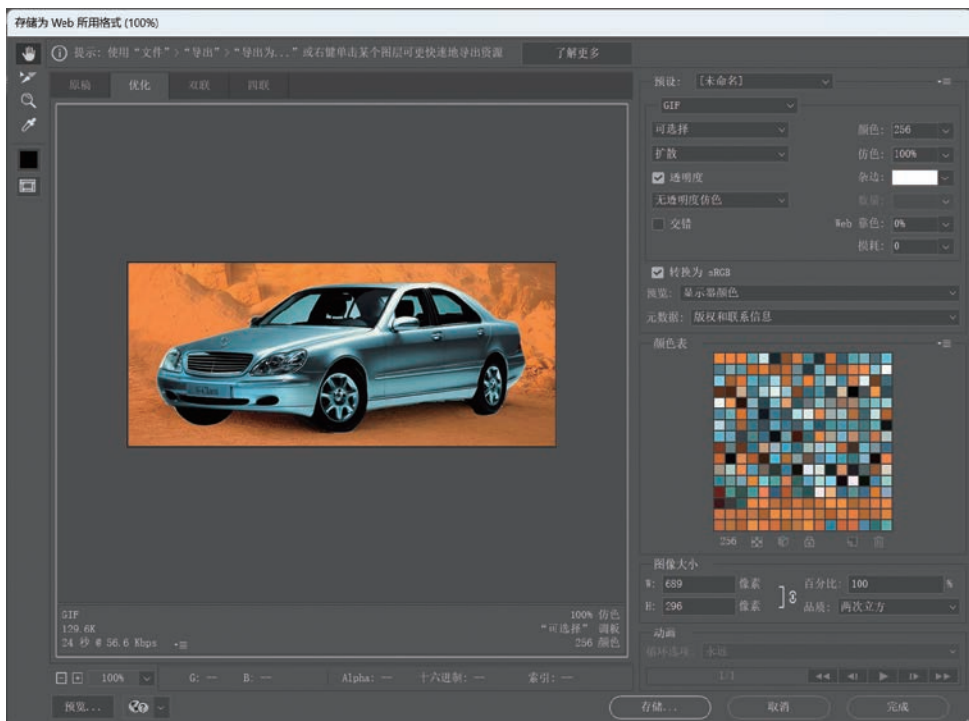 存储为 Web 所用格式 (100%)
提示: 使用 “文件” > “导出” > “导出为...” 或右键单击某个图层可更快速地导出资源
了解更多
原稿 优化 双联 四联
GIF
129.6K
24 秒 @ 56.6 Kbps
100% 仿色
“可选择” 调板
256 颜色
100% G: -- B: -- Alpha: -- 十六进制: -- 索引: --
预览...
预设: [未命名]
GIF
可选择 颜色: 256
扩散 仿色: 100%
透明度 杂边:
无透明度仿色 数量:
交错 Web 靠色: 0%
损耗: 0
转换为 sRGB
预览: 显示器颜色
元数据: 版权和联系信息
颜色表
256
图像大小
W: 689 像素 百分比: 100 %
H: 296 像素 品质: 两次立方
动画
循环选项: 永远
1/1
存储... 取消 完成